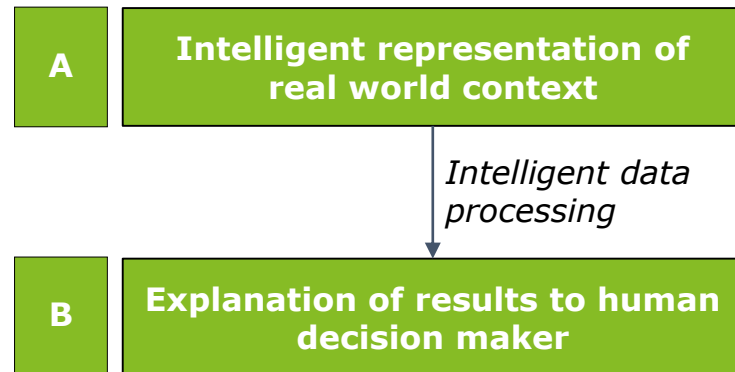 A
Intelligent representation of
real world context
Intelligent data
processing
B
Explanation of results to human
decision maker